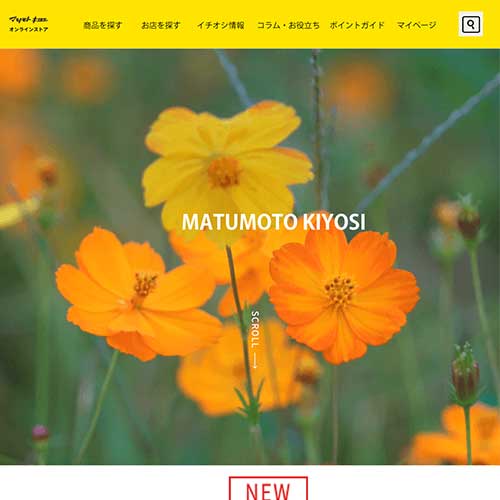 マツモト キヨシ
オンラインストア
商品を探す
お店を探す
イチオシ情報
コラム・お役立ち
ポイントガイド
マイページ
MATUMOTO KIYOSI
SCROLL
NEW